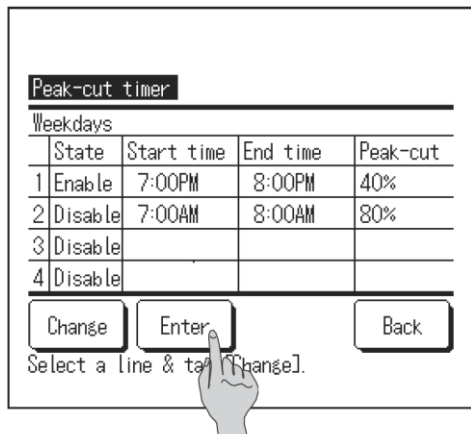 Peak-cut timer
Weekdays
State Start time End time Peak-cut
1 Enable 7:00PM 8:00PM 40%
2 Disable 7:00AM 8:00AM 80%
3 Disable
4 Disable
Change Enter Back
Select a line & [Change].